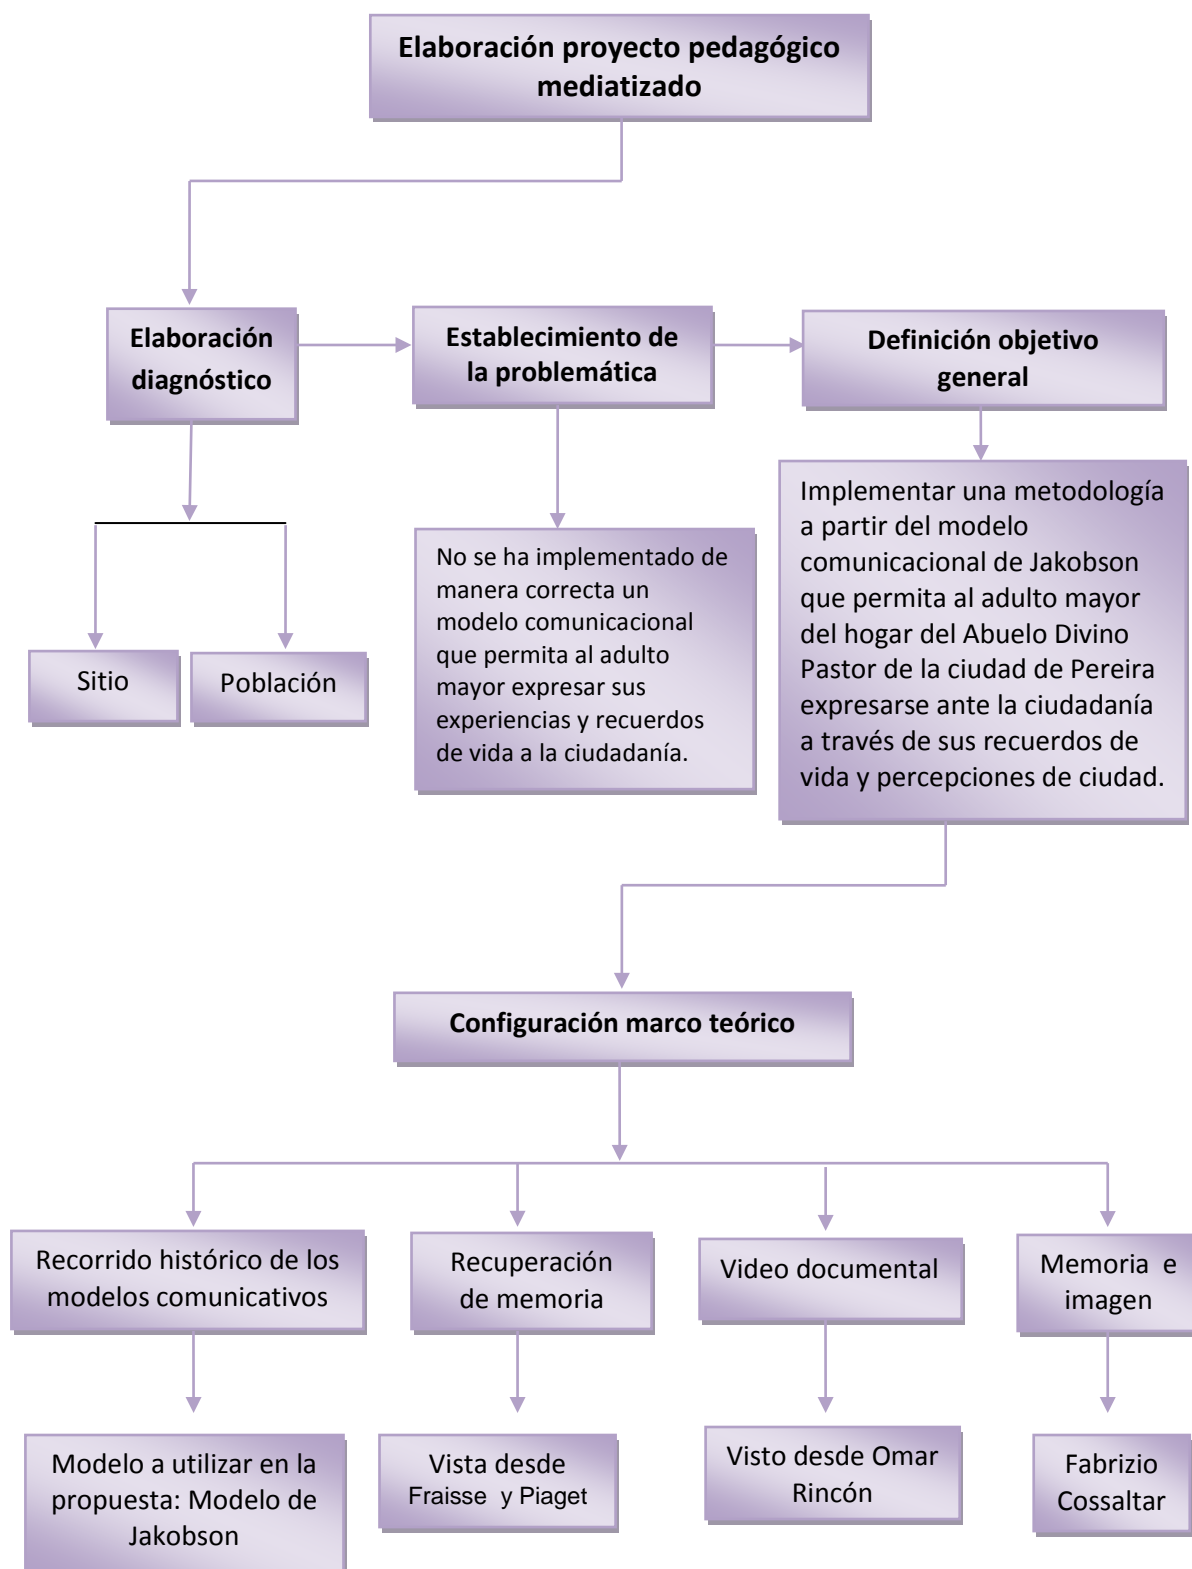 Elaboración proyecto pedagógico
mediatizado
Elaboración
diagnóstico
Establecimiento de
la problemática
Definición objetivo
general
Sitio
Población
No se ha implementado de
manera correcta un
modelo comunicacional
que permita al adulto
mayor expresar sus
experiencias y recuerdos
de vida a la ciudadanía.
Implementar una metodología
a partir del modelo
comunicacional de Jakobson
que permita al adulto mayor
del hogar del Abuelo Divino
Pastor de la ciudad de Pereira
expresarse ante la ciudadanía
a través de sus recuerdos de
vida y percepciones de ciudad.
Configuración marco teórico
Recorrido histórico de los
modelos comunicativos
Recuperación
de memoria
Video documental
Memoria e
imagen
Modelo a utilizar en la
propuesta: Modelo de
Jakobson
Vista desde
Fraisse y Piaget
Visto desde Omar
Rincón
Fabrizio
Cossaltar